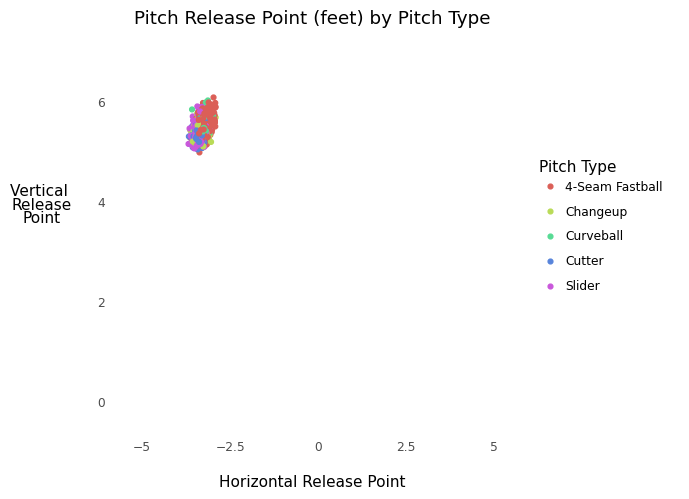 Pitch Release Point (feet) by Pitch Type
6
4
2
0
Vertical
Release
Point
−5
−2.5
0
2.5
5
Horizontal Release Point
Pitch Type
4-Seam Fastball
Changeup
Curveball
Cutter
Slider